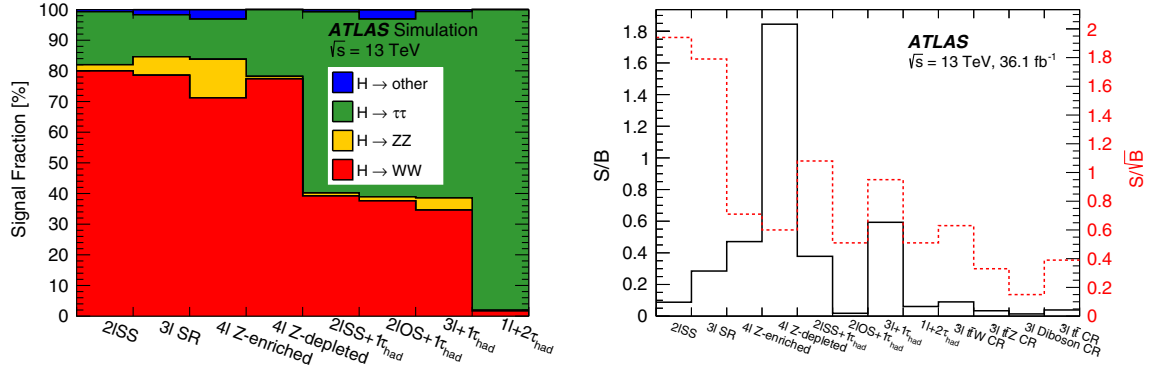 ATLAS Simulation
√s = 13 TeV
H → other
H → ττ
H → ZZ
H → WW
Signal Fraction [%]
100
90
80
70
60
50
40
30
20
10
0
2lSS
3l SR
4l Z-enriched
4l Z-depleted
2lSS+1τhad
2lOS+1τhad
3l+1τhad
1l+2τhad
ATLAS
√s = 13 TeV, 36.1 fb-1
S/B
1.8
1.6
1.4
1.2
1
0.8
0.6
0.4
0.2
0
2lSS
3l SR
4l Z-enriched
4l Z-depleted
2lSS+1τhad
2lOS+1τhad
3l+1τhad
1l+2τhad
3l tt̄W CR
3l tt̄Z CR
3l Diboson CR
3l tt̄ CR
2
1.8
1.6
1.4
1.2
1
0.8
0.6
0.4
0.2
0
S/√B